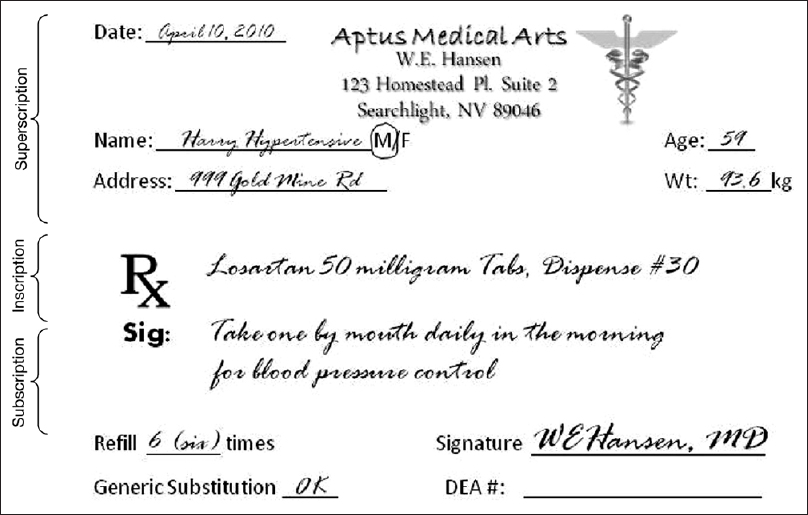 Superscription
Date: April 10, 2010
Aptus Medical Arts
W.E. Hansen
123 Homestead Pl. Suite 2
Searchlight, NV 89046
Name: Harry Hypertensive M/F Age: 59
Address: 999 Gold Mine Rd Wt: 93.6 kg
Inscription
Rx Losartan 50 milligram Tabs, Dispense #30
Subscription
Sig: Take one by mouth daily in the morning
for blood pressure control
Refill 6 (six) times Signature WEHansen, MD
Generic Substitution OK DEA #: